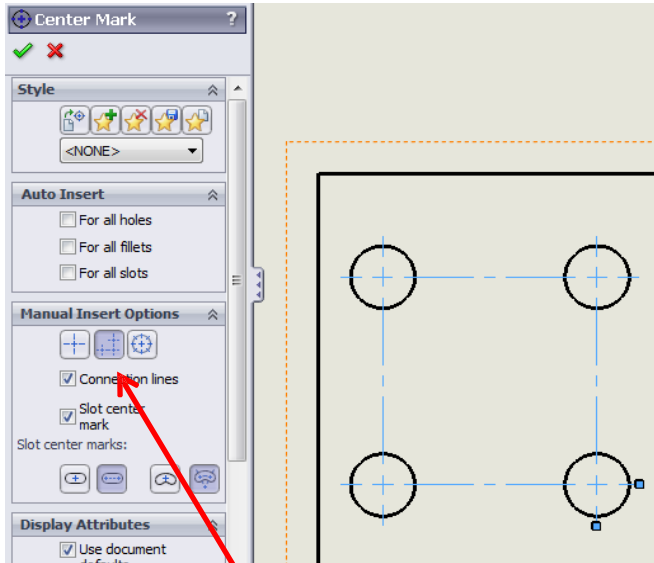 Center Mark ?
Style
<NONE>
Auto Insert
For all holes
For all fillets
For all slots
Manual Insert Options
Connection lines
Slot center
mark
Slot center marks:
Display Attributes
Use document
defaults